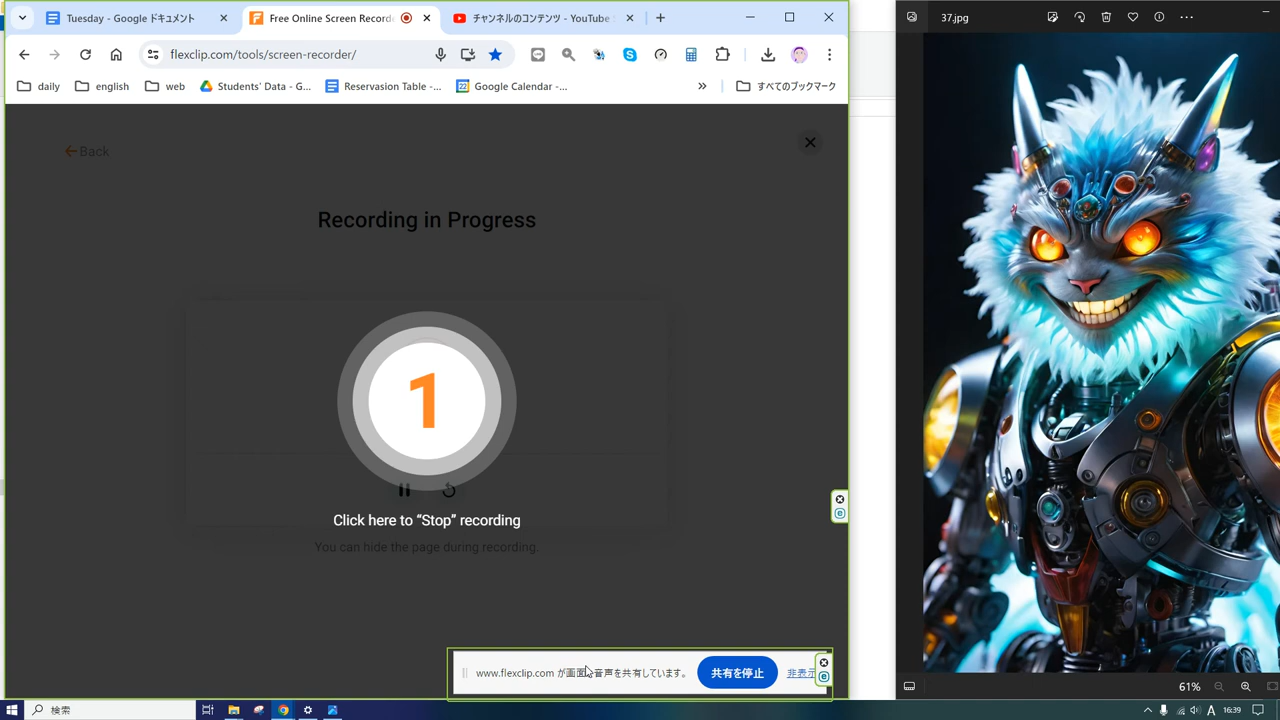 Tuesday - Google ドキュメント
Free Online Screen Record
チャンネルのコンテンツ - YouTube
flexclip.com/tools/screen-recorder/
daily
english
web
Students' Data - G...
Reservasion Table -...
Google Calendar -...
すべてのブックマーク
Back
Recording in Progress
1
Click here to “Stop” recording
You can hide the page during recording.
www.flexclip.com が画面と音声を共有しています。
共有を停止
非表示
37.jpg
61%
検索
A
16:39